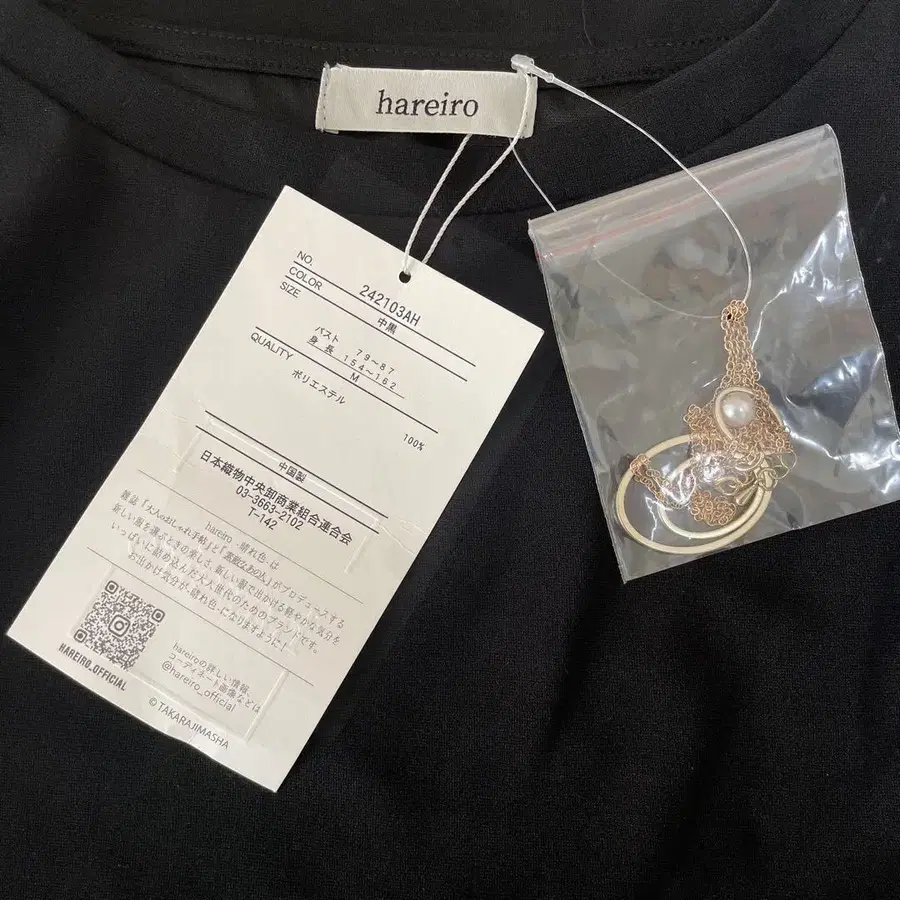 hareiro
NO.
242103AH
COLOR
中黒
SIZE
バスト 79~87
身長 154~162
M
QUALITY
ポリエステル
100%
中国製
日本織物中央卸商業組合連合会
03-3663-2102
T-142
hareiro -晴れ色- は
雑誌「大人のおしゃれ手帖」と「素敵なあの人」がプロデュースする
新しい服を選ぶときの楽しさ、新しい服で出かける軽やかな気分を
いっぱいに詰め込んだ大人世代のためのブランドです。
お出かけ気分が-晴れ色-になりますように!
HAREIRO_OFFICIAL
hareiroの詳しい情報、
コーディネート画像などは
@hareiro_official
© TAKARAJIMASHA